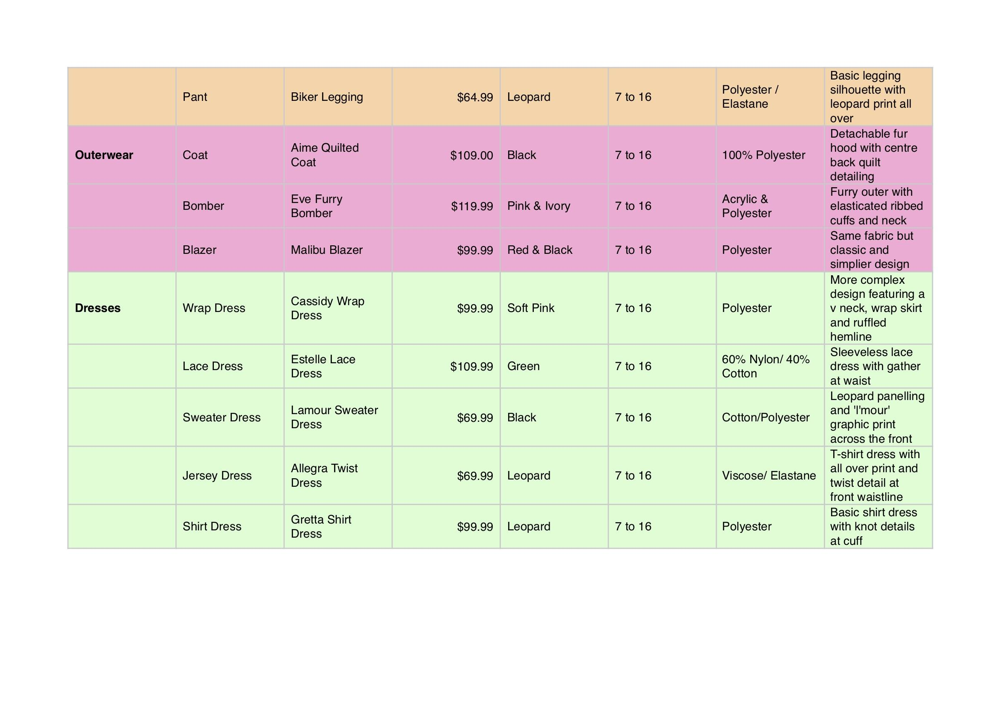 Pant
Biker Legging
$64.99
Leopard
7 to 16
Polyester /
Elastane
Basic legging
silhouette with
leopard print all
over
Outerwear
Coat
Aime Quilted
Coat
$109.00
Black
7 to 16
100% Polyester
Detachable fur
hood with centre
back quilt
detailing
Bomber
Eve Furry
Bomber
$119.99
Pink & Ivory
7 to 16
Acrylic &
Polyester
Furry outer with
elasticated ribbed
cuffs and neck
Blazer
Malibu Blazer
$99.99
Red & Black
7 to 16
Polyester
Same fabric but
classic and
simplier design
Dresses
Wrap Dress
Cassidy Wrap
Dress
$99.99
Soft Pink
7 to 16
Polyester
More complex
design featuring a
v neck, wrap skirt
and ruffled
hemline
Lace Dress
Estelle Lace
Dress
$109.99
Green
7 to 16
60% Nylon/ 40%
Cotton
Sleeveless lace
dress with gather
at waist
Sweater Dress
Lamour Sweater
Dress
$69.99
Black
7 to 16
Cotton/Polyester
Leopard panelling
and 'l'mour'
graphic print
across the front
Jersey Dress
Allegra Twist
Dress
$69.99
Leopard
7 to 16
Viscose/ Elastane
T-shirt dress with
all over print and
twist detail at
front waistline
Shirt Dress
Gretta Shirt
Dress
$99.99
Leopard
7 to 16
Polyester
Basic shirt dress
with knot details
at cuff